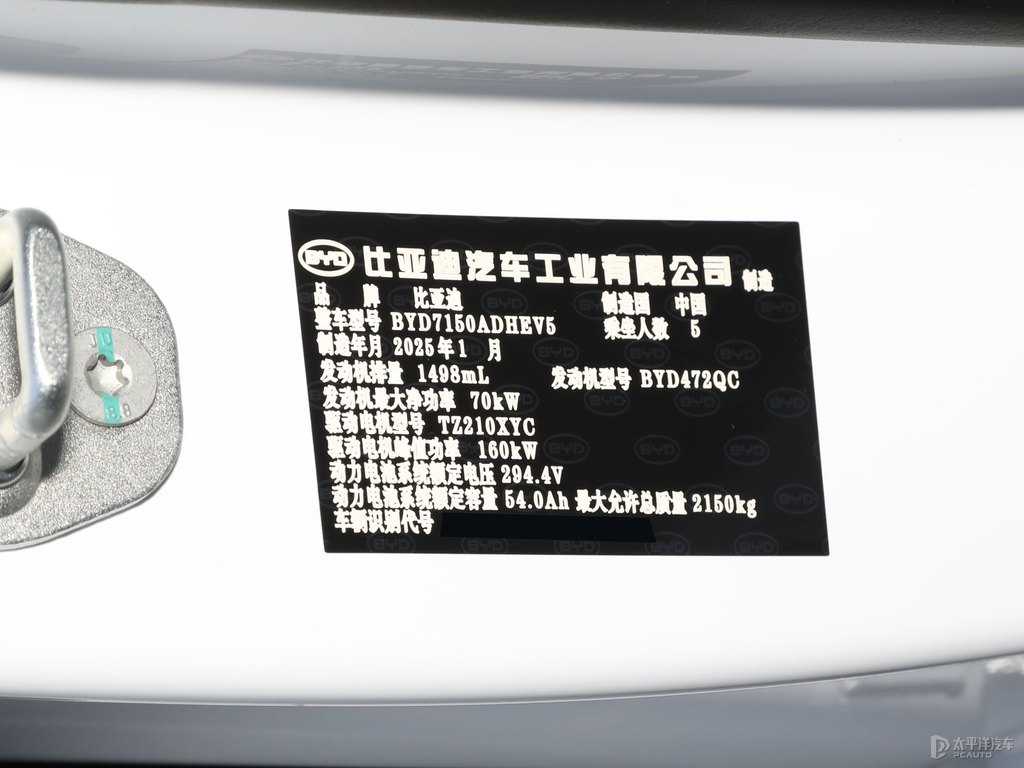 BYD 比亚迪汽车工业有限公司 制造
品 牌 比亚迪 制造国 中国
整车型号 BYD7150ADHEV5 乘坐人数 5
制造年月 2025年1 月
发动机排量 1498mL 发动机型号 BYD472QC
发动机最大净功率 70kW
驱动电机型号 TZ210XYC
驱动电机峰值功率 160kW
动力电池系统额定电压 294.4V
动力电池系统额定容量 54.0Ah 最大允许总质量 2150kg
车辆识别代号
JD
8.8
太平洋汽车
PCAUTO